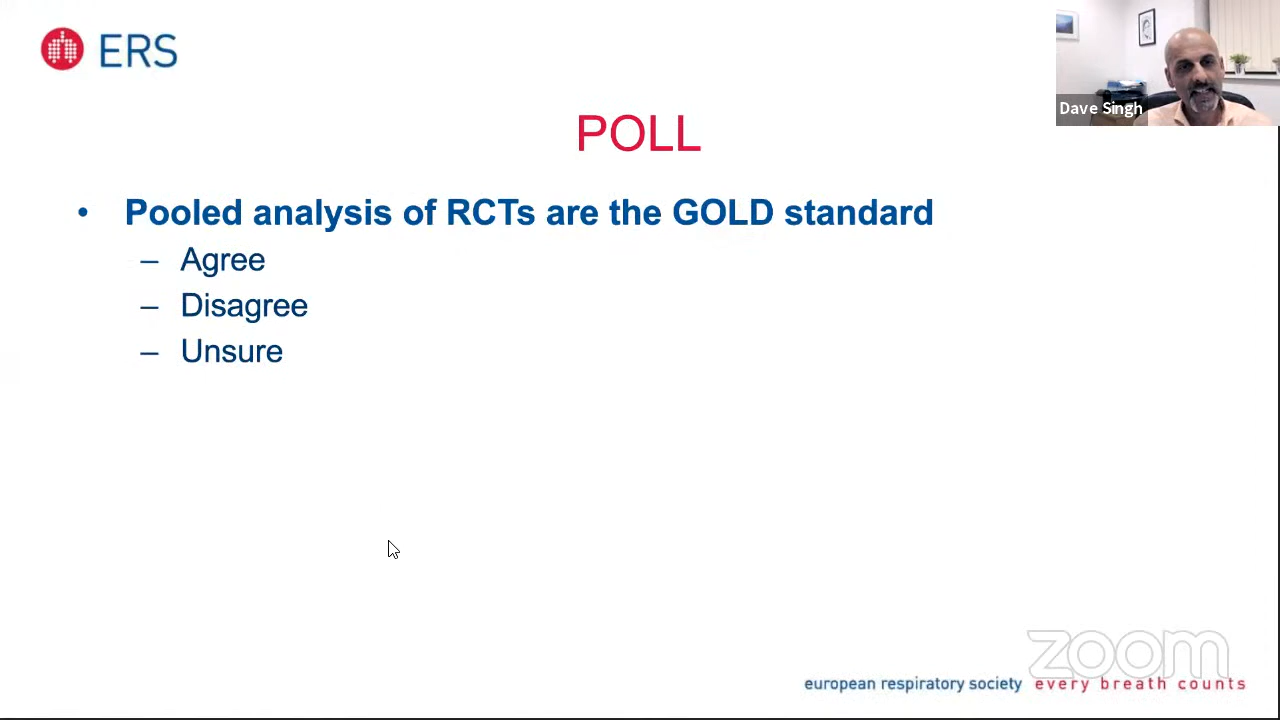 ERS
Dave Singh
POLL
• Pooled analysis of RCTs are the GOLD standard
– Agree
– Disagree
– Unsure
zoom
european respiratory society every breath counts